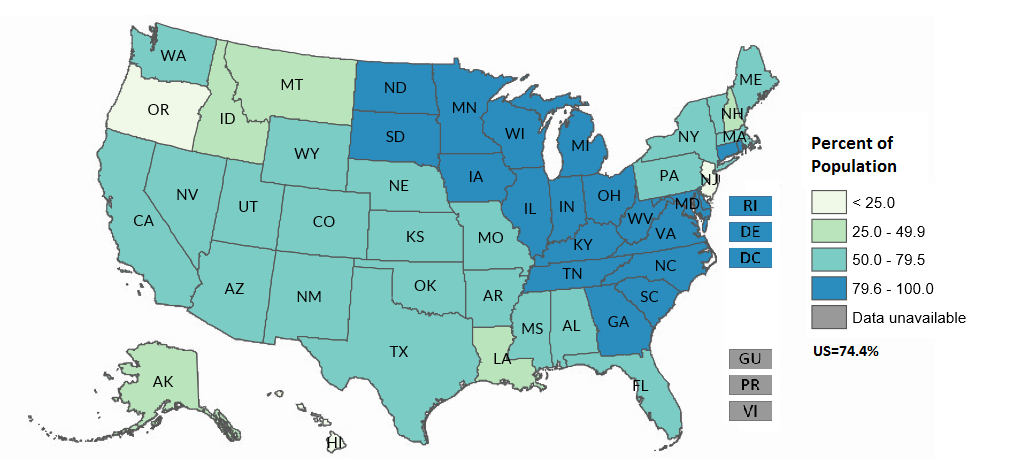 WA
MT
ND
MN
ME
OR
ID
SD
WI
MI
NH
NY
MA
WY
IA
PA
NJ
NE
NV
UT
CO
IL
IN
OH
MD
WV
VA
CA
KS
MO
KY
NC
TN
AZ
NM
OK
AR
SC
MS
AL
GA
TX
LA
FL
AK
HI
RI
DE
DC
GU
PR
VI
Percent of
Population
< 25.0
25.0 - 49.9
50.0 - 79.5
79.6 - 100.0
Data unavailable
US=74.4%